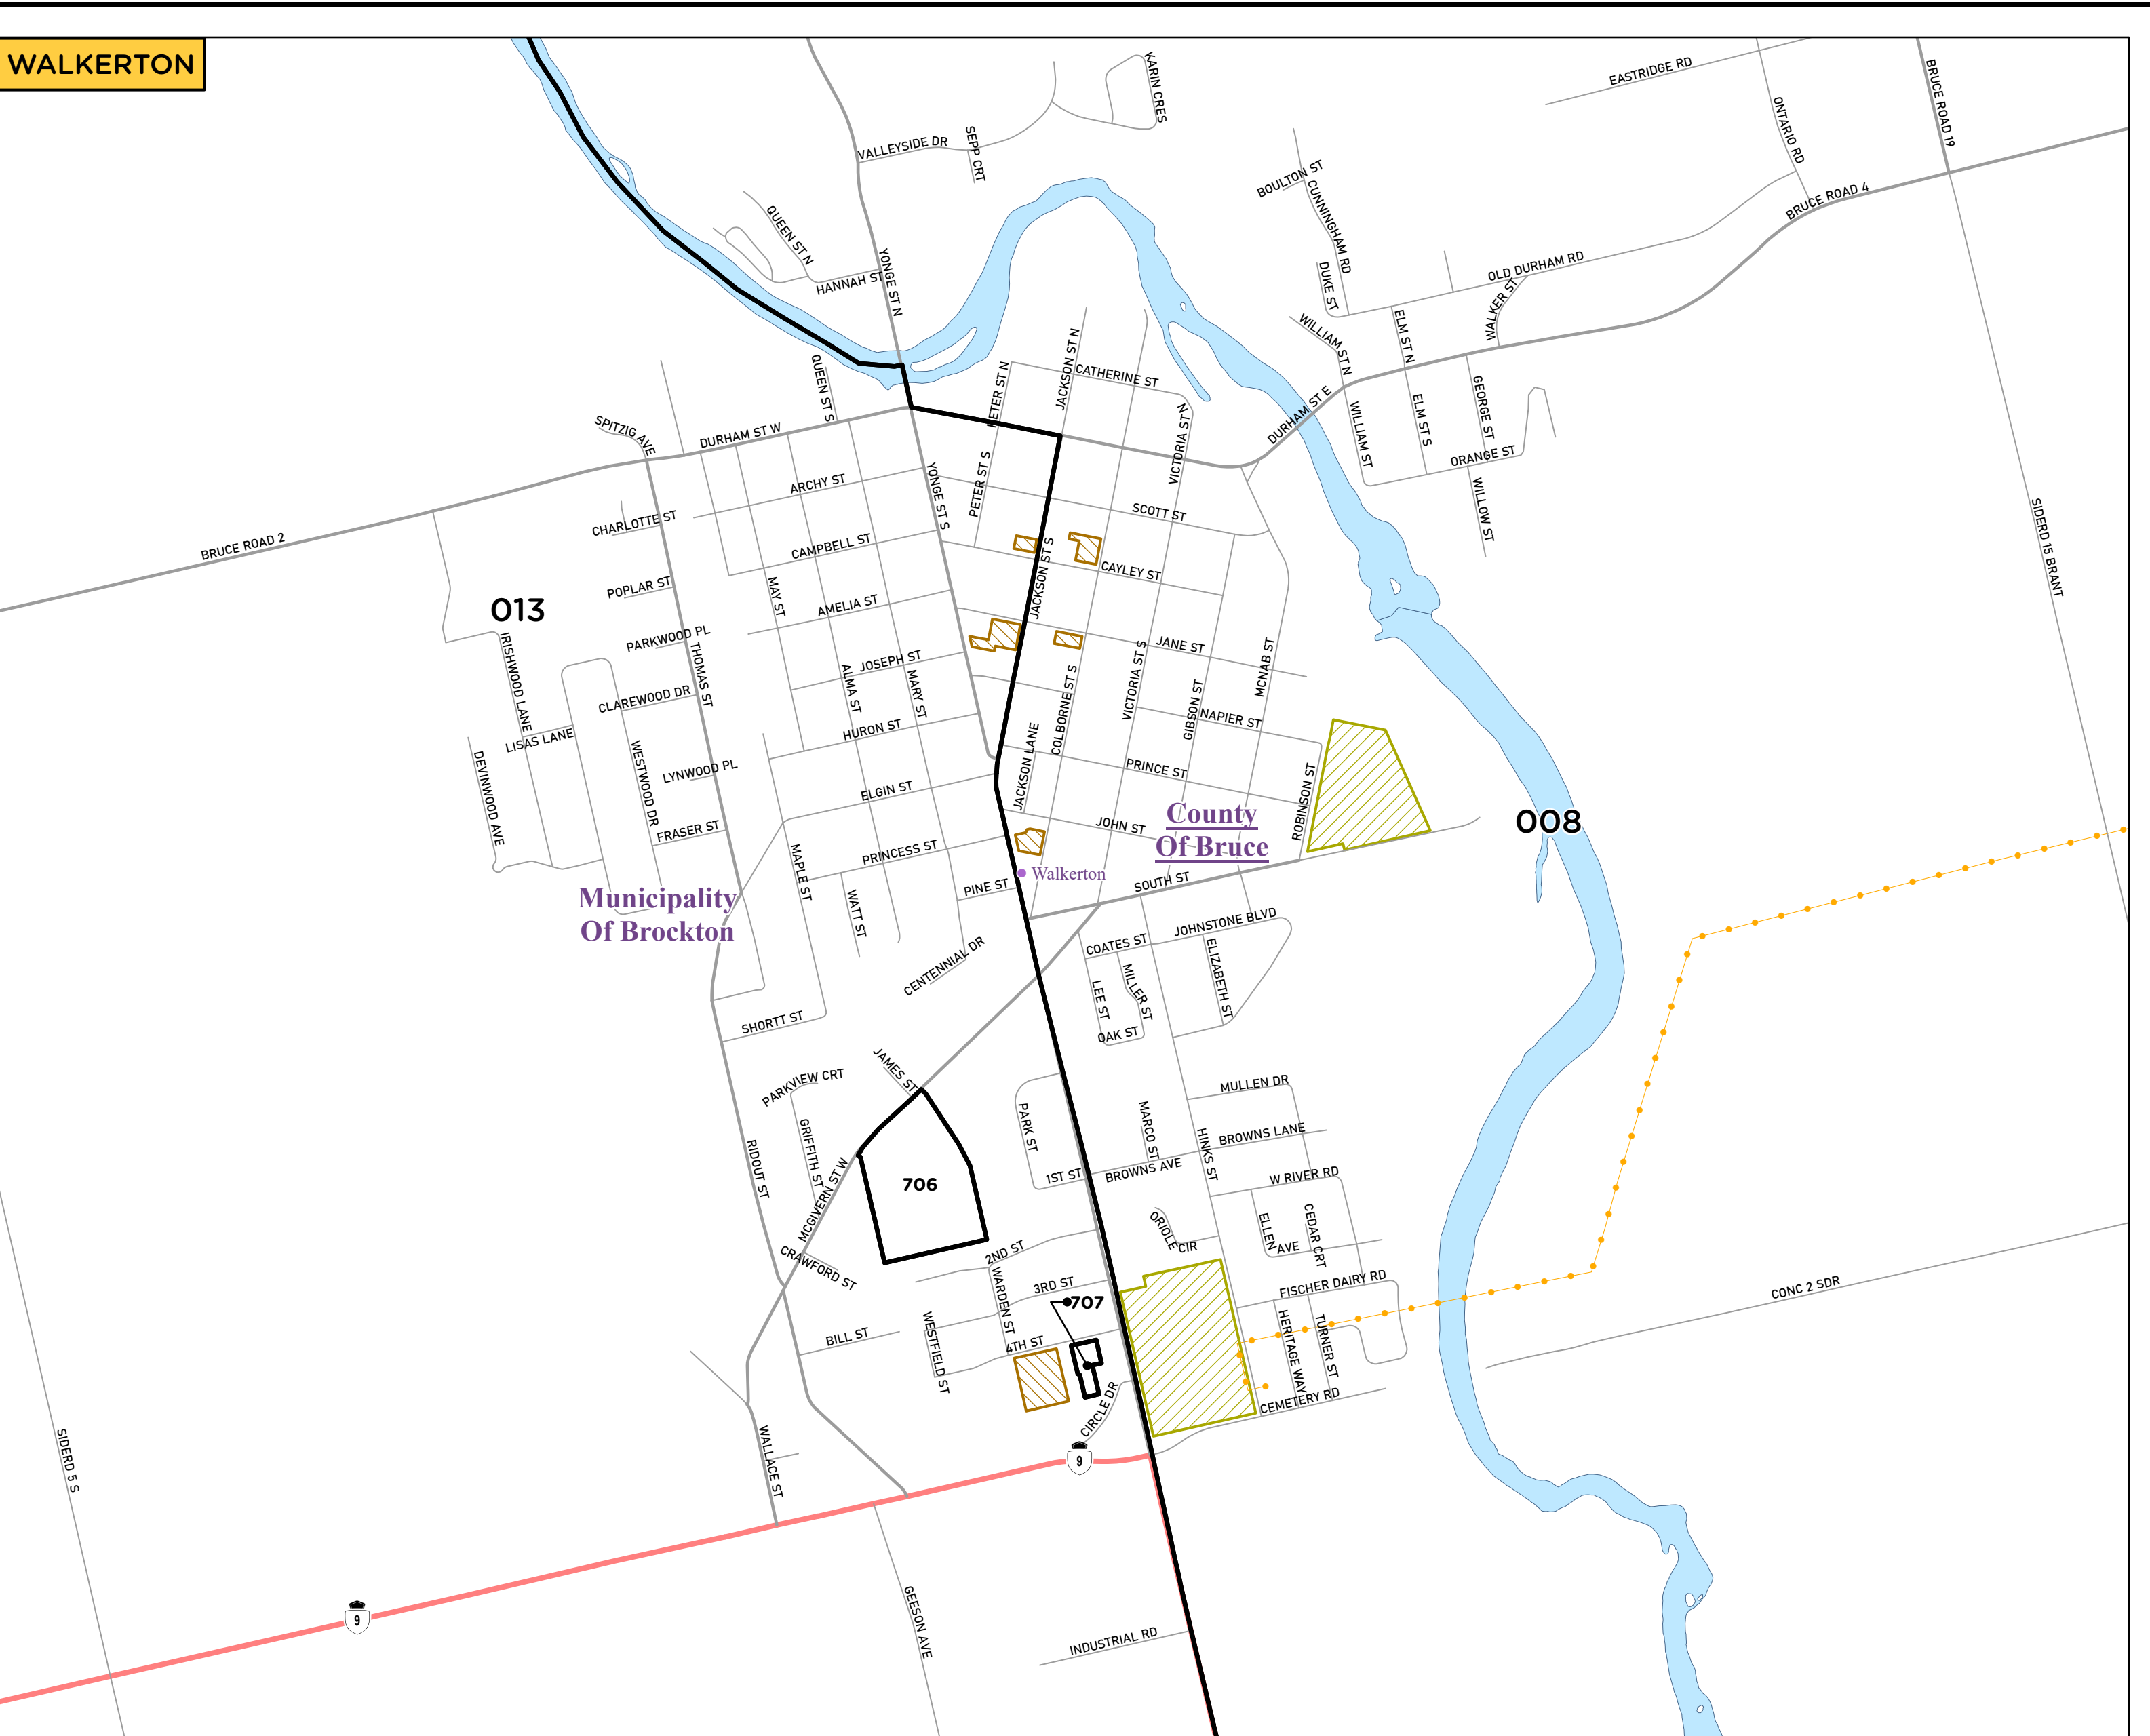 WALKERTON
KARIN CRES
EASTRIDGE RD
BRUCE ROAD 19
ONTARIO RD
VALLEYSIDE DR
SEPP CRT
BOULTON ST
CUNNINGHAM RD
BRUCE ROAD 4
QUEEN ST N
HANNAH ST
YONGE ST N
DUKE ST
OLD DURHAM RD
WALKER ST
WILLIAM ST N
ELM ST N
JACKSON ST N
CATHERINE ST
PETER ST N
QUEEN ST S
VICTORIA ST N
DURHAM ST E
GEORGE ST
ELM ST S
WILLIAM ST
SPITZIG AVE
DURHAM ST W
ORANGE ST
ARCHY ST
YONGE ST S
PETER ST S
SCOTT ST
WILLOW ST
SIDERD 15 BRANT
CHARLOTTE ST
BRUCE ROAD 2
CAMPBELL ST
CAYLEY ST
JACKSON ST S
POPLAR ST
MAY ST
AMELIA ST
013
PARKWOOD PL
IRISHWOOD LANE
JANE ST
JOSEPH ST
THOMAS ST
MCNAB ST
VICTORIA ST S
COLBORNE ST S
GIBSON ST
ALMA ST
MARY ST
CLAREWOOD DR
NAPIER ST
HURON ST
LISAS LANE
WESTWOOD DR
DEVINWOOD AVE
LYNWOOD PL
JACKSON LANE
PRINCE ST
ROBINSON ST
ELGIN ST
County
Of Bruce
008
JOHN ST
FRASER ST
PRINCESS ST
MAPLE ST
Walkerton
SOUTH ST
PINE ST
Municipality
Of Brockton
WATT ST
JOHNSTONE BLVD
COATES ST
CENTENNIAL DR
ELIZABETH ST
MILLER ST
LEE ST
OAK ST
SHORTT ST
JAMES ST
PARKVIEW CRT
MULLEN DR
PARK ST
MARCO ST
HINKS ST
BROWNS LANE
GRIFFITH ST
RIDOUT ST
MCGIVERN ST W
706
1ST ST
BROWNS AVE
W RIVER RD
ORIOLE CIR
ELLEN AVE
CEDAR CRT
CRAWFORD ST
2ND ST
WARDEN ST
3RD ST
707
FISCHER DAIRY RD
CONC 2 SDR
BILL ST
WESTFIELD ST
4TH ST
HERITAGE WAY
TURNER ST
CIRCLE DR
CEMETERY RD
SIDERD 5 S
WALLACE ST
9
9
GEESON AVE
INDUSTRIAL RD